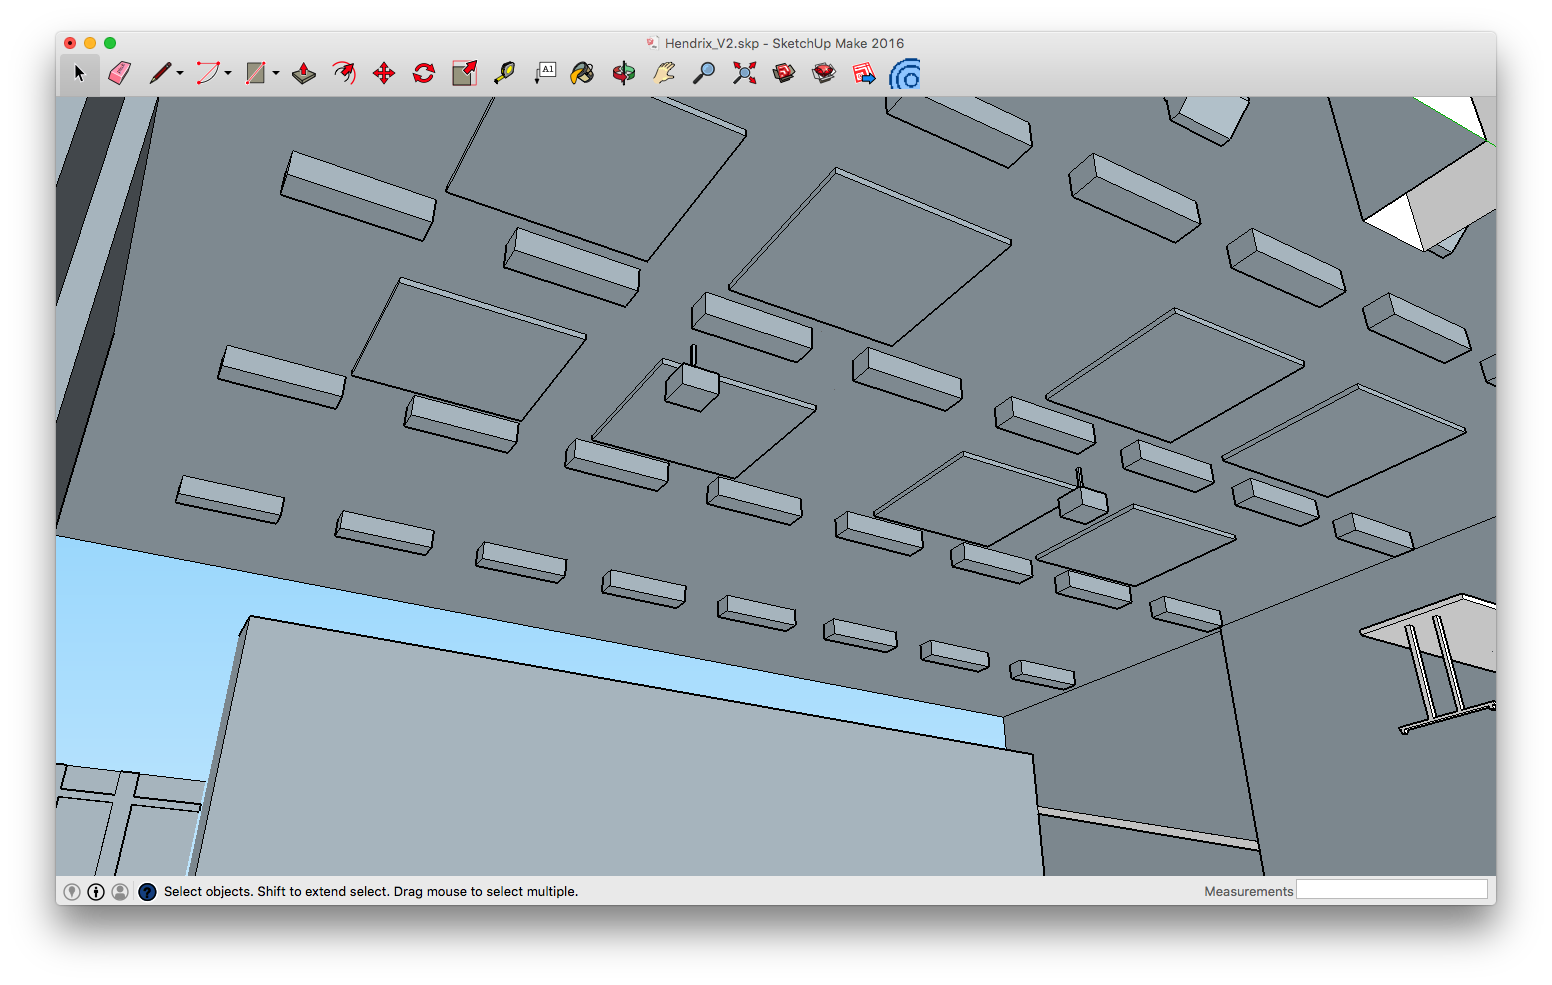 Hendrix_V2.skp - SketchUp Make 2016
A1
Select objects. Shift to extend select. Drag mouse to select multiple.
Measurements